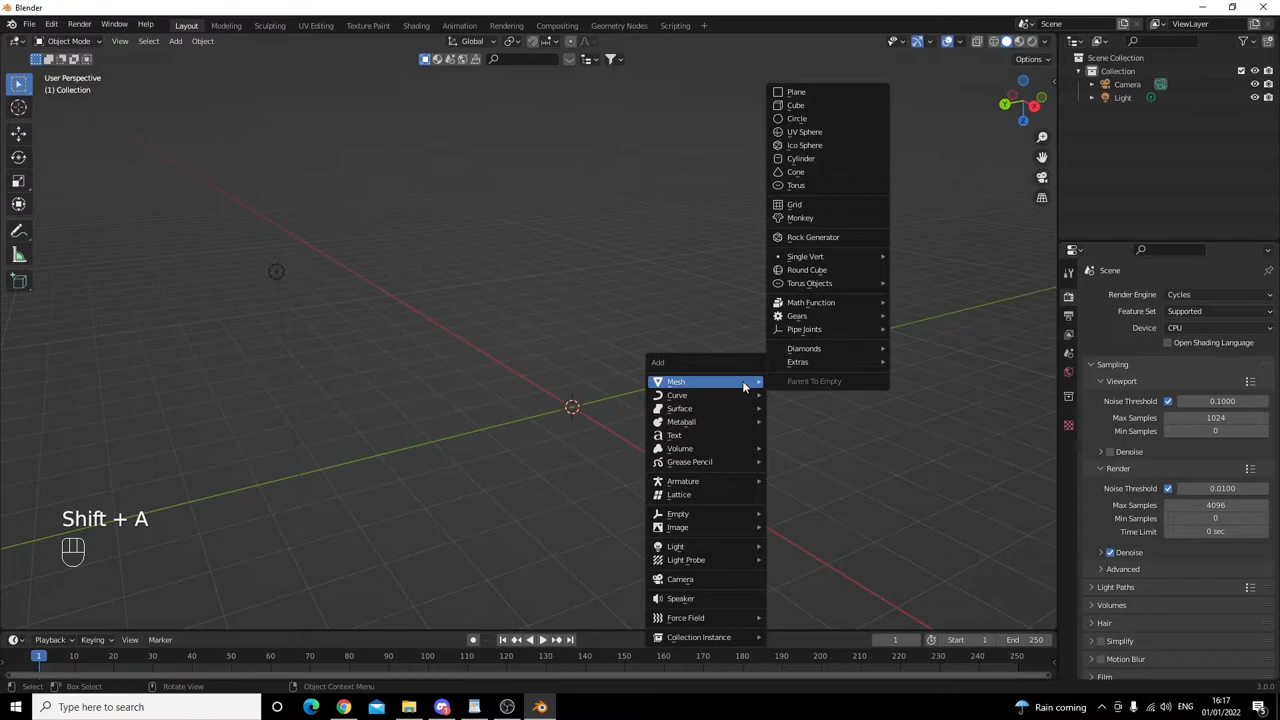 Blender
File Edit Render Window Help Layout Modeling Sculpting UV Editing Texture Paint Shading Animation Rendering Compositing Geometry Nodes Scripting + Scene ViewLayer
Object Mode View Select Add Object Global
Options
User Perspective
(1) Collection
Plane
Cube
Circle
UV Sphere
Ico Sphere
Cylinder
Cone
Torus
Grid
Monkey
Rock Generator
Single Vert
Round Cube
Torus Objects
Math Function
Gears
Pipe Joints
Diamonds
Extras
Parent To Empty
Add
Mesh
Curve
Surface
Metaball
Text
Volume
Grease Pencil
Armature
Lattice
Empty
Image
Light
Light Probe
Camera
Speaker
Force Field
Collection Instance
Shift + A
Y X Z
Scene Collection
Collection
Camera
Light
Scene
Render Engine Cycles
Feature Set Supported
Device CPU
Open Shading Language
Sampling
Viewport
Noise Threshold 0.1000
Max Samples 1024
Min Samples 0
Denoise
Render
Noise Threshold 0.0100
Max Samples 4096
Min Samples 0
Time Limit 0 sec
Denoise
Advanced
Light Paths
Volumes
Hair
Simplify
Motion Blur
Film
Playback Keying View Marker 1 Start 1 End 250
1 10 20 30 40 50 60 70 80 90 100 110 120 130 140 150 160 170 180 190 200 210 220 230 240 250
Select Box Select Rotate View Object Context Menu 3.0.0
Type here to search Rain coming ENG 16:17
01/01/2022